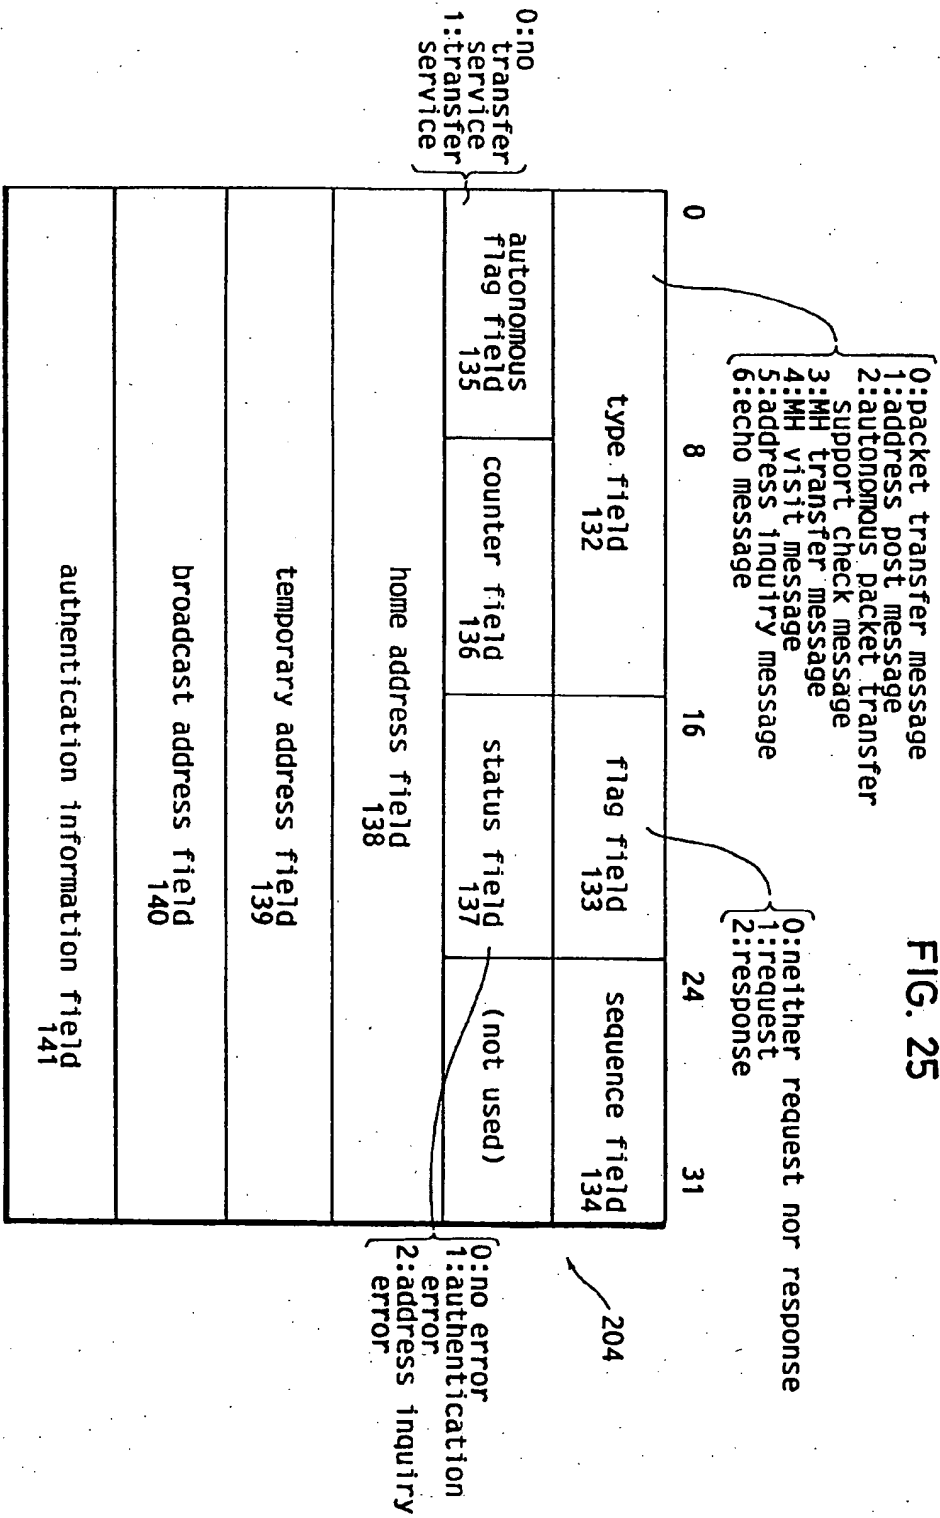 FIG. 25
0:packet transfer message
1:address post message
2:autonomous packet transfer
support check message
3:MH transfer message
4:MH visit message
5:address inquiry message
6:echo message
0:neither request nor response
1:request
2:response
0
8
16
24
31
204
type field
132
flag field
133
sequence field
134
0:no
transfer
service
1:transfer
service
autonomous
flag field
135
counter field
136
status field
137
(not used)
0:no error
1:authentication
error
2:address inquiry
error
home address field
138
temporary address field
139
broadcast address field
140
authentication information field
141